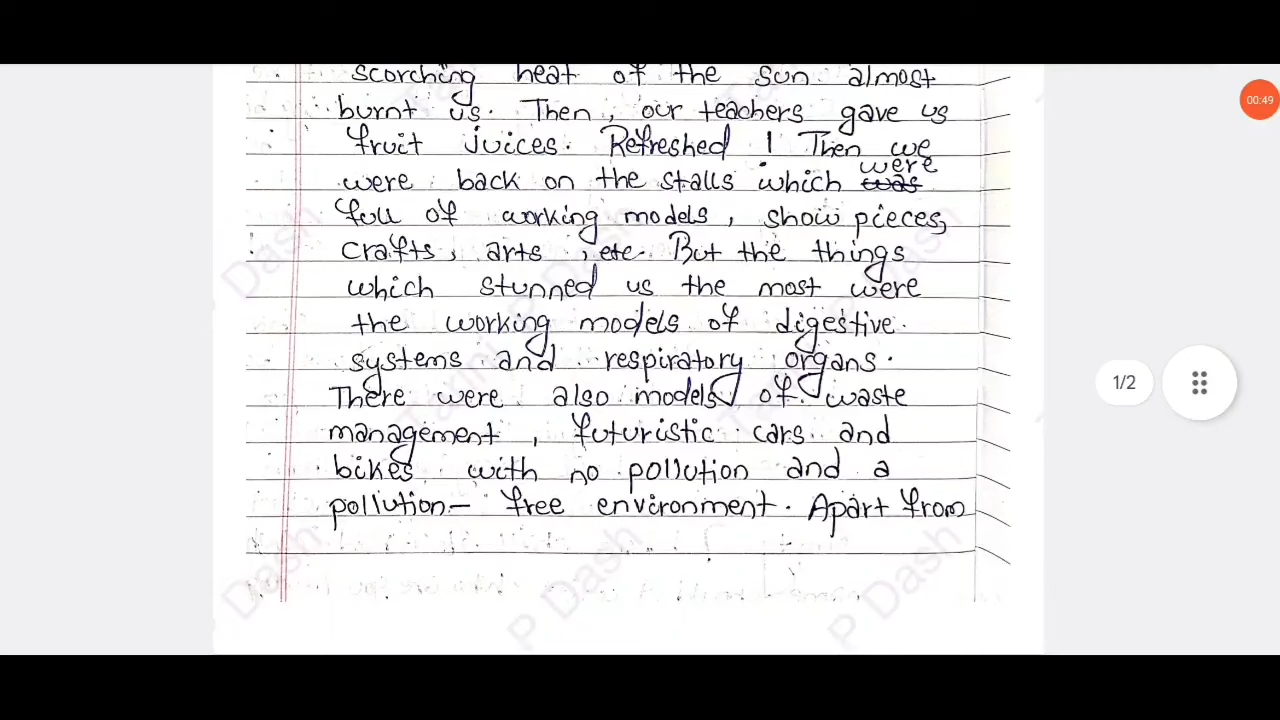 scorching heat of the sun almost
burnt us. Then, our teachers gave us
fruit juices. Refreshed! Then we
were back on the stalls which were
full of working models, show pieces,
crafts, arts, etc. But the things
which stunned us the most were
the working models of digestive
systems and respiratory organs.
There were also models of waste
management, futuristic cars and
bikes with no pollution and a
pollution- free environment. Apart from
00:49
1/2
P Dash
P Dash